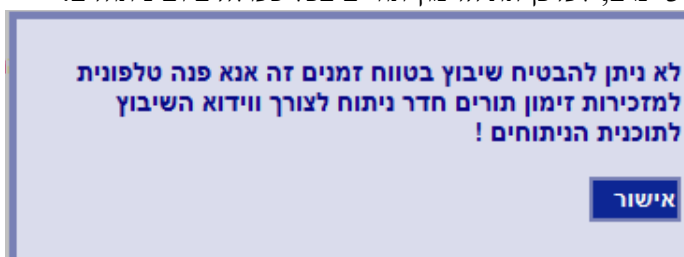 לא ניתן להבטיח שיבוץ בטווח זמנים זה אנא פנה טלפונית
למזכירות זימון תורים חדר ניתוח לצורך ווידוא השיבוץ
לתוכנית הניתוחים !
אישור